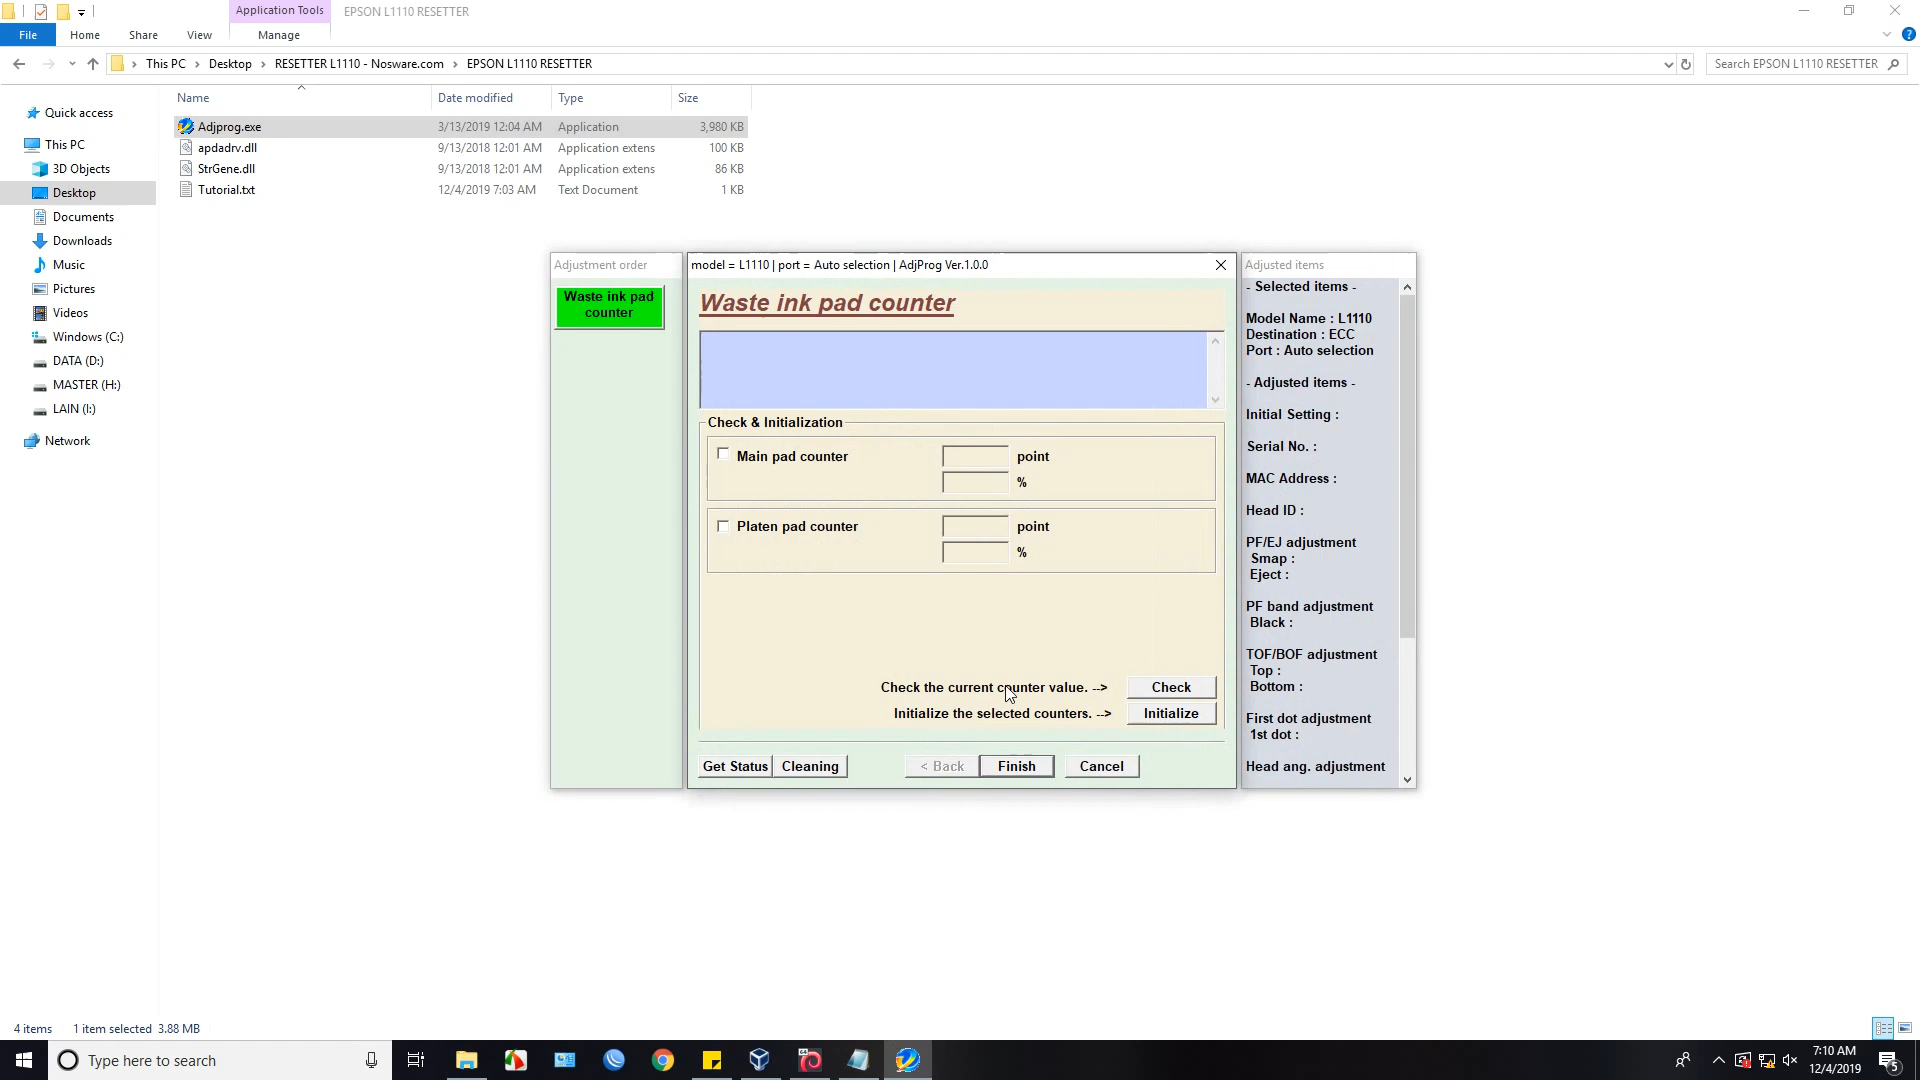 Application Tools
EPSON L1110 RESETTER
File
Home
Share
View
Manage
This PC
Desktop
RESETTER L1110 - Nosware.com
EPSON L1110 RESETTER
Search EPSON L1110 RESETTER
Name
Date modified
Type
Size
Quick access
This PC
3D Objects
Desktop
Documents
Downloads
Music
Pictures
Videos
Windows (C:)
DATA (D:)
MASTER (H:)
LAIN (I:)
Network
Adjprog.exe 3/13/2019 12:04 AM Application 3,980 KB
apdadrv.dll 9/13/2018 12:01 AM Application extens 100 KB
StrGene.dll 9/13/2018 12:01 AM Application extens 86 KB
Tutorial.txt 12/4/2019 7:03 AM Text Document 1 KB
Adjustment order
Waste ink pad
counter
model = L1110 | port = Auto selection | AdjProg Ver.1.0.0
Waste ink pad counter
Check & Initialization
Main pad counter
point
%
Platen pad counter
point
%
Check the current counter value. -->
Check
Initialize the selected counters. -->
Initialize
Get Status
Cleaning
< Back
Finish
Cancel
Adjusted items
- Selected items -
Model Name : L1110
Destination : ECC
Port : Auto selection
- Adjusted items -
Initial Setting :
Serial No. :
MAC Address :
Head ID :
PF/EJ adjustment
Smap :
Eject :
PF band adjustment
Black :
TOF/BOF adjustment
Top :
Bottom :
First dot adjustment
1st dot :
Head ang. adjustment
4 items
1 item selected 3.88 MB
Type here to search
64
7:10 AM
12/4/2019
5